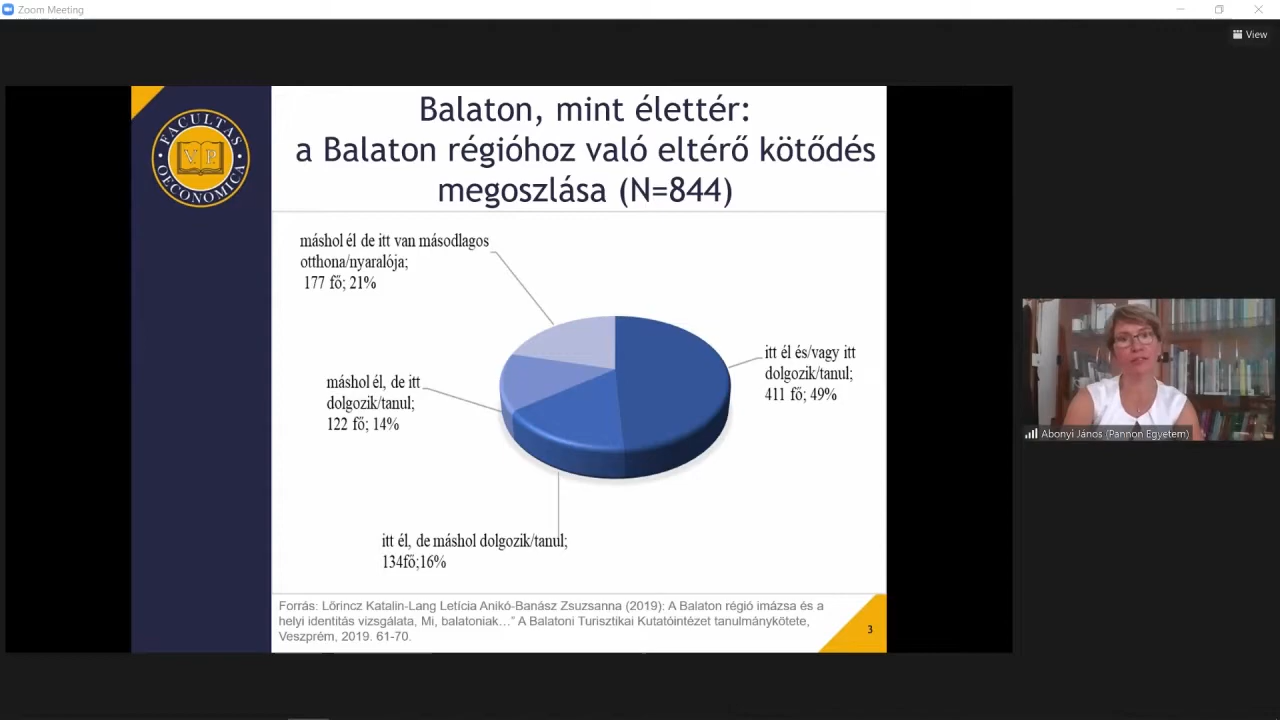 Zoom Meeting
View
FACULTAS
OECONOMICA
V.P.
Balaton, mint élettér:
a Balaton régióhoz való eltérő kötődés
megoszlása (N=844)
máshol él de itt van másodlagos
otthona/nyaralója;
177 fő; 21%
itt él és/vagy itt
dolgozik/tanul;
411 fő; 49%
máshol él, de itt
dolgozik/tanul;
122 fő; 14%
itt él, de máshol dolgozik/tanul;
134fő;16%
Forrás: Lőrincz Katalin-Lang Letícia Anikó-Banász Zsuzsanna (2019): A Balaton régió imázsa és a
helyi identitás vizsgálata, Mi, balatoniak…” A Balatoni Turisztikai Kutatóintézet tanulmánykötete,
Veszprém, 2019. 61-70.
3
Abonyi János (Pannon Egyetem)